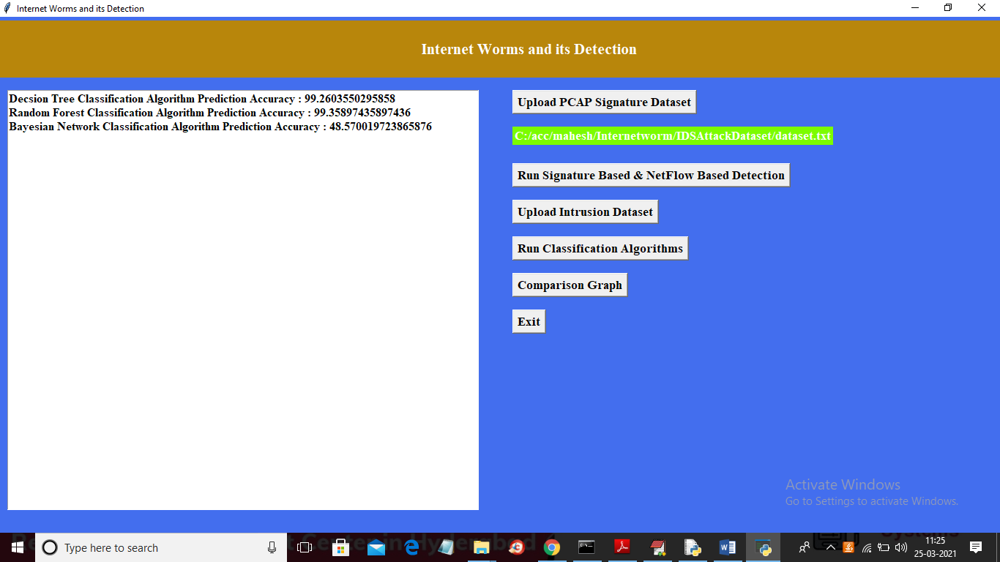 Internet Worms and its Detection
Internet Worms and its Detection
Decsion Tree Classification Algorithm Prediction Accuracy : 99.2603550295858
Random Forest Classification Algorithm Prediction Accuracy : 99.35897435897436
Bayesian Network Classification Algorithm Prediction Accuracy : 48.570019723865876
Upload PCAP Signature Dataset
C:/acc/mahesh/Internetworm/IDSAttackDataset/dataset.txt
Run Signature Based & NetFlow Based Detection
Upload Intrusion Dataset
Run Classification Algorithms
Comparison Graph
Exit
Activate Windows
Go to Settings to activate Windows.
Type here to search
Systems
11:25
25-03-2021